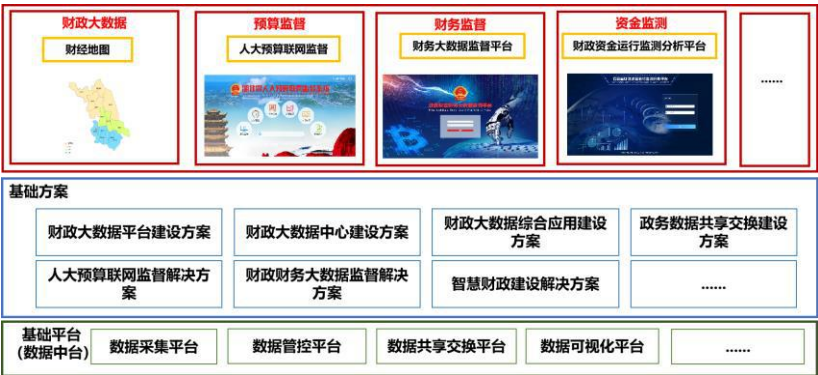 财政大数据
预算监督
财务监督
资金监测
财经地图
人大预算联网监督
财务大数据监督平台
财政资金运行监测分析平台
......
基础方案
财政大数据平台建设方案
财政大数据中心建设方案
财政大数据综合应用建设
方案
政务数据共享交换建设
方案
人大预算联网监督解决方
案
财政财务大数据监督解决
方案
智慧财政建设解决方案
......
基础平台
(数据中台)
数据采集平台
数据管控平台
数据共享交换平台
数据可视化平台
......